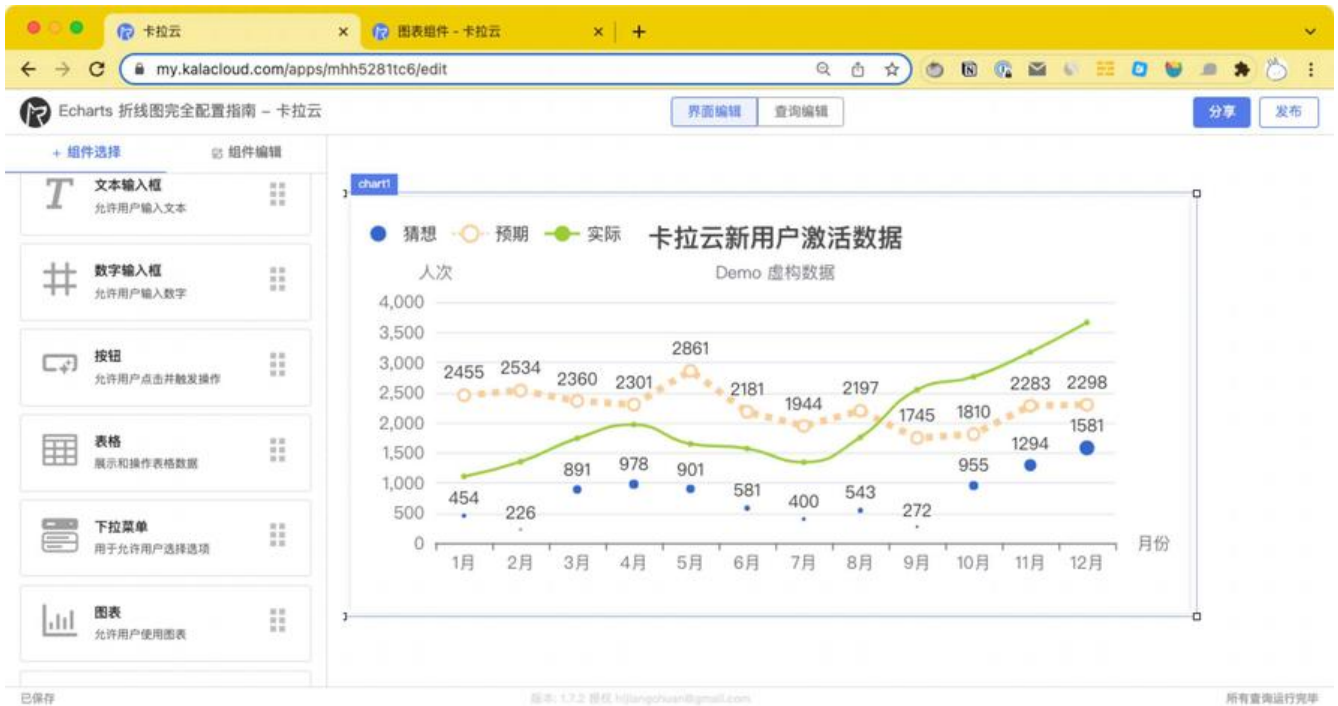 卡拉云
图表组件 - 卡拉云
my.kalacloud.com/apps/mhh5281tc6/edit
Echarts 折线图完全配置指南 – 卡拉云
界面编辑 查询编辑
分享 发布
+ 组件选择 组件编辑
文本输入框
允许用户输入文本
数字输入框
允许用户输入数字
按钮
允许用户点击并触发操作
表格
展示和操作表格数据
下拉菜单
用于允许用户选择选项
图表
允许用户使用图表
chart1
猜想 预期 实际
卡拉云新用户激活数据
人次
Demo 虚构数据
4,000
3,500
3,000
2,500
2,000
1,500
1,000
500
0
2455 2534 2360 2301 2861 2181 1944 2197 1745 1810 2283 2298
454 226 891 978 901 581 400 543 272 955 1294 1581
1月 2月 3月 4月 5月 6月 7月 8月 9月 10月 11月 12月
月份
已保存
版本: 1.7.2 授权 hijiangchuan@gmail.com
所有查询运行完毕